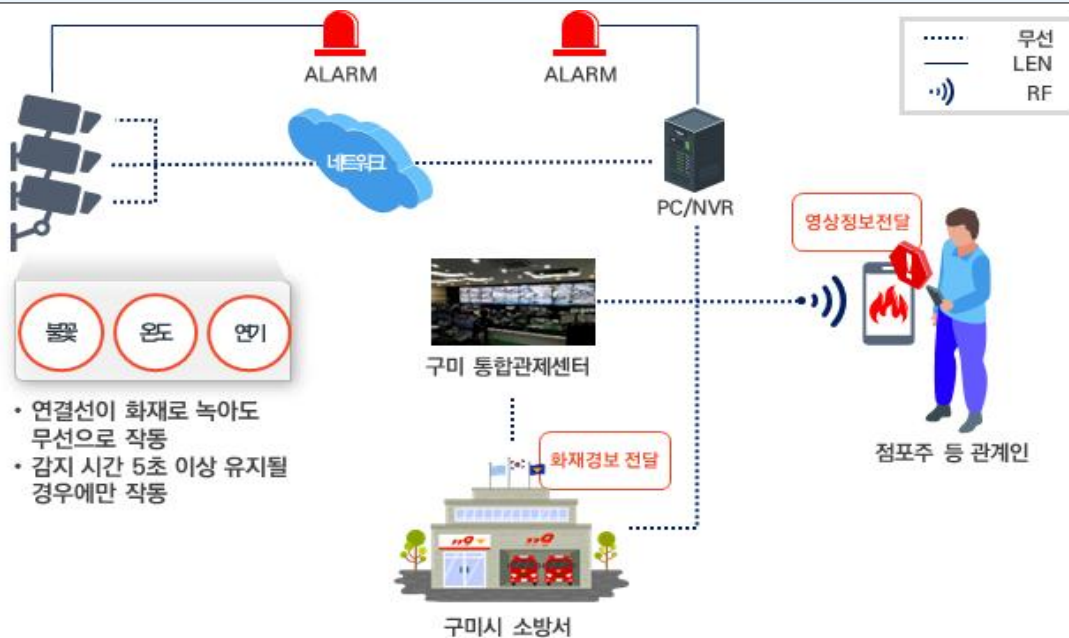 무선
LEN
RF
ALARM
ALARM
네트워크
PC/NVR
영상정보전달
불꽃
온도
연기
구미 통합관제센터
• 연결선이 화재로 녹아도
무선으로 작동
• 감지 시간 5초 이상 유지될
경우에만 작동
화재경보 전달
점포주 등 관계인
119
119
구미시 소방서